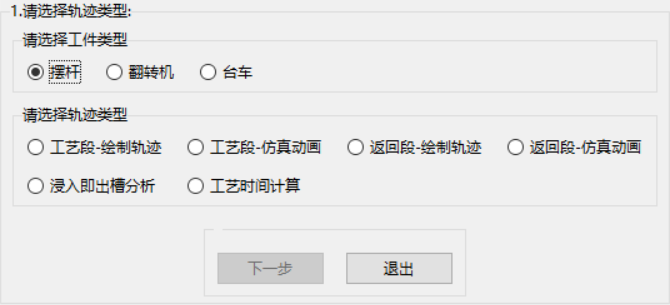 1.请选择轨迹类型:
请选择工件类型
摆杆 翻转机 台车
请选择轨迹类型
工艺段-绘制轨迹 工艺段-仿真动画 返回段-绘制轨迹 返回段-仿真动画
浸入即出槽分析 工艺时间计算
下一步 退出